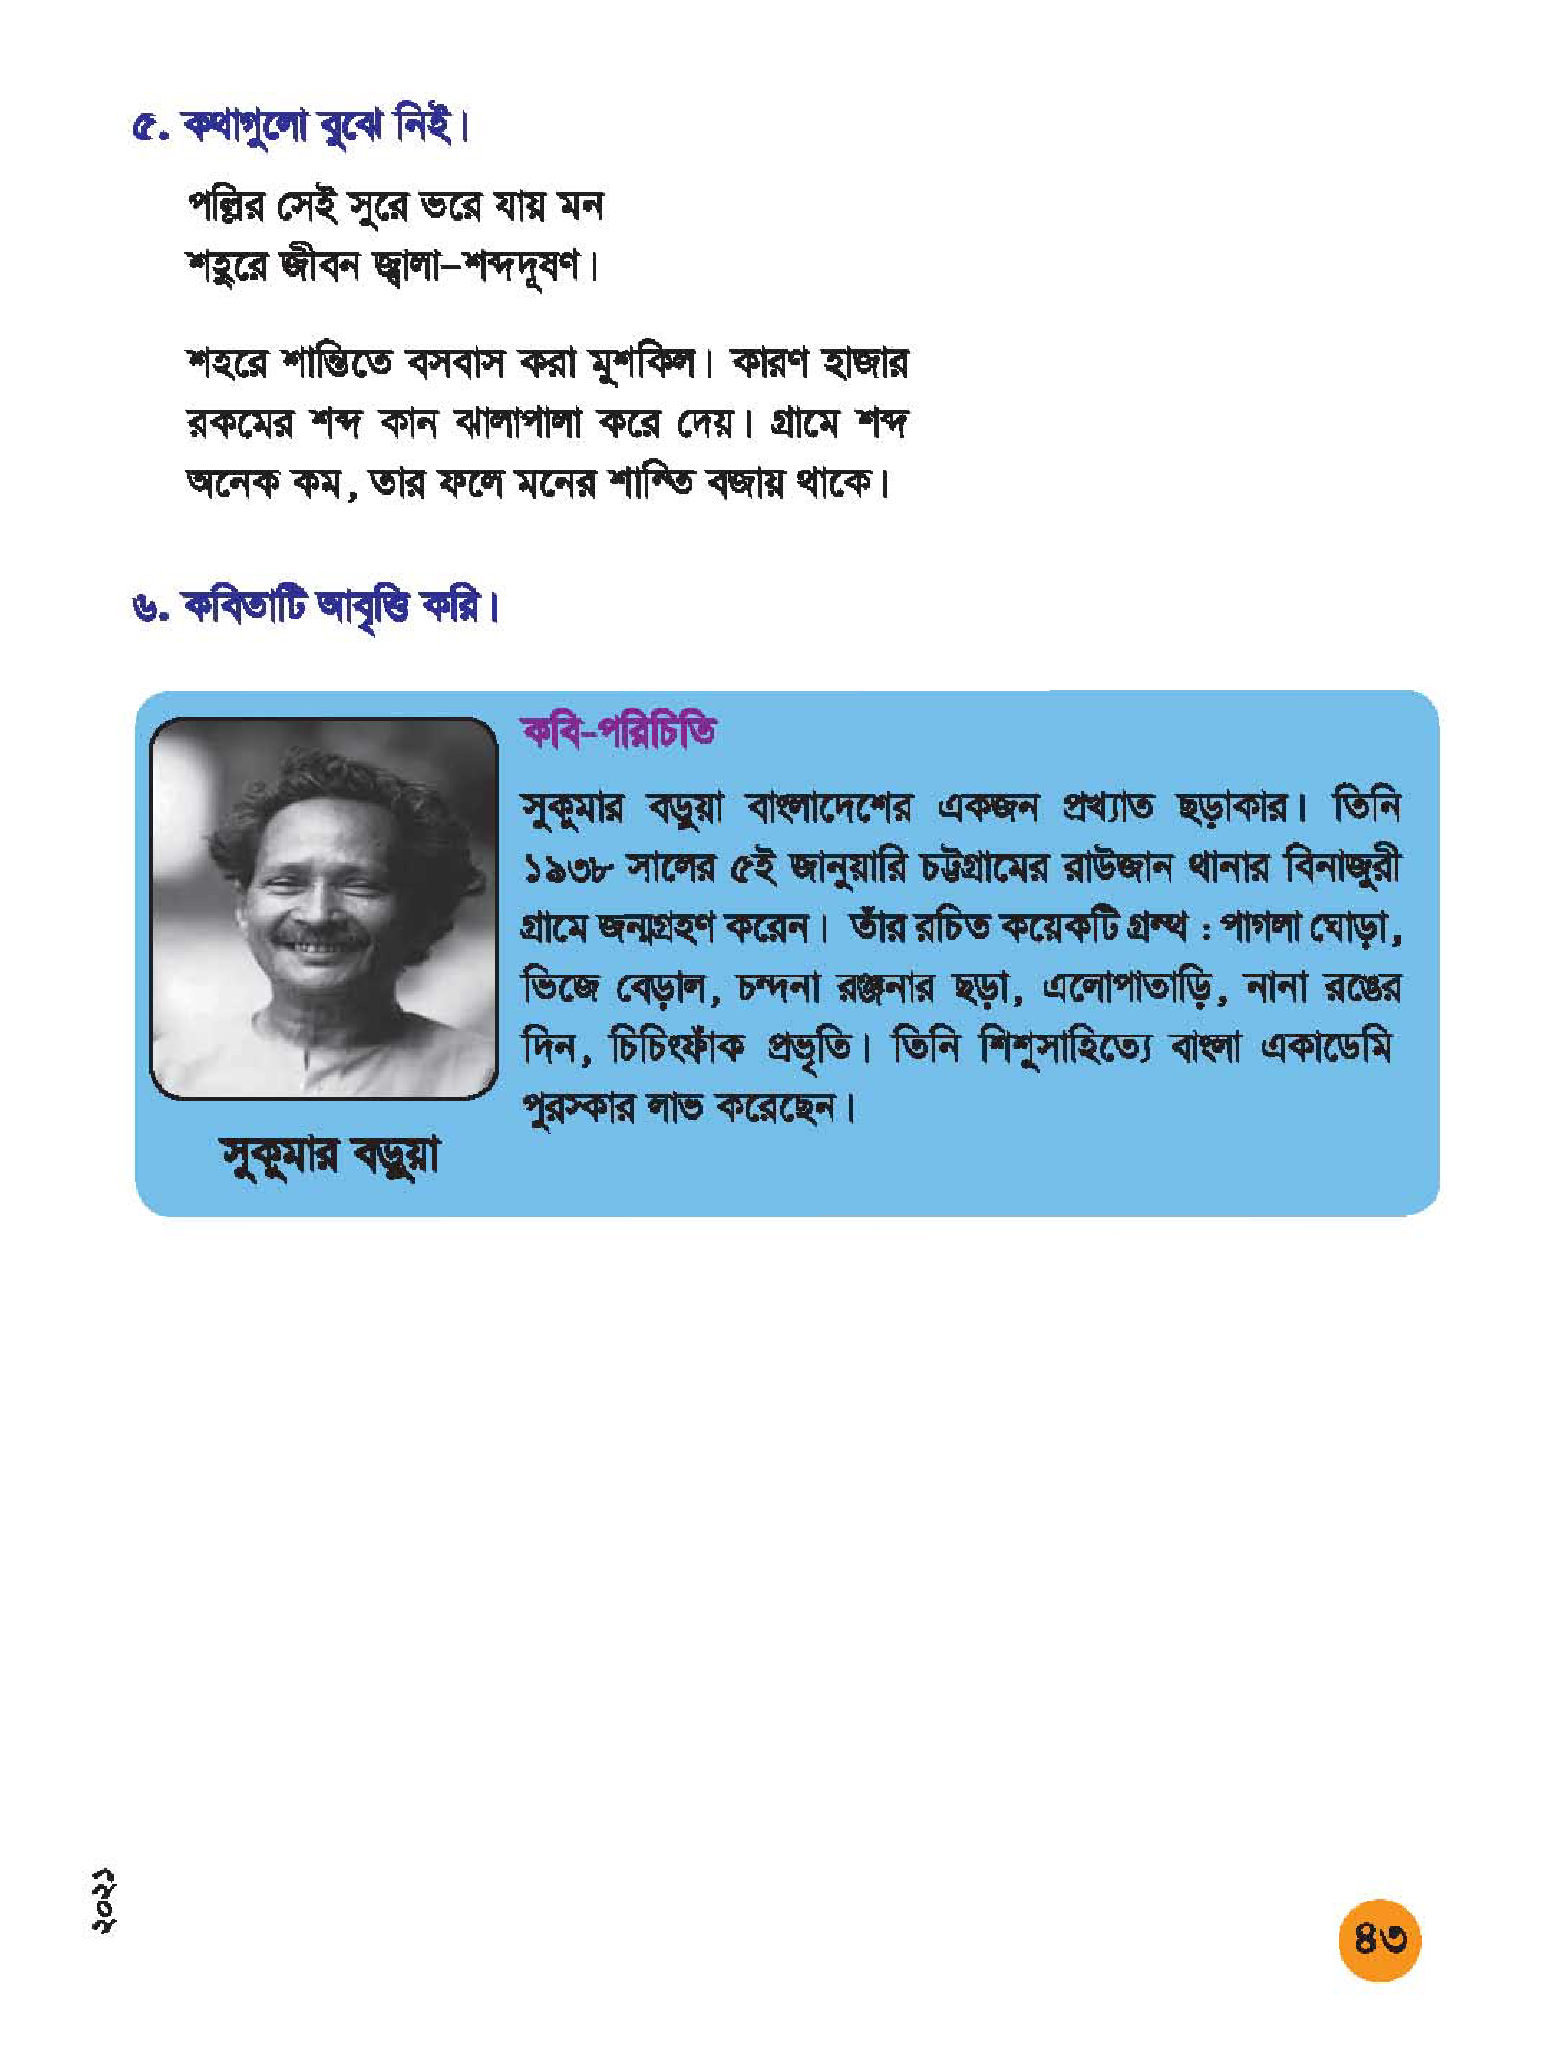 ৫. কথাগুলো বুঝে নিই।
পল্লির সেই সুরে ভরে যায় মন
শহুরে জীবন জ্বালা-শব্দদূষণ।
শহরে শান্তিতে বসবাস করা মুশকিল। কারণ হাজার
রকমের শব্দ কান ঝালাপালা করে দেয়। গ্রামে শব্দ
অনেক কম, তার ফলে মনের শান্তি বজায় থাকে।
৬. কবিতাটি আবৃত্তি করি।
কবি-পরিচিতি
সুকুমার বড়ুয়া বাংলাদেশের একজন প্রখ্যাত ছড়াকার। তিনি
১৯৩৮ সালের ৫ই জানুয়ারি চট্টগ্রামের রাউজান থানার বিনাজুরী
গ্রামে জন্মগ্রহণ করেন। তাঁর রচিত কয়েকটি গ্রন্থ : পাগলা ঘোড়া,
ভিজে বেড়াল, চন্দনা রঞ্জনার ছড়া, এলোপাতাড়ি, নানা রঙের
দিন, চিচিংফাঁক প্রভৃতি। তিনি শিশুসাহিত্যে বাংলা একাডেমি
পুরস্কার লাভ করেছেন।
সুকুমার বড়ুয়া
২০২১
৪৩